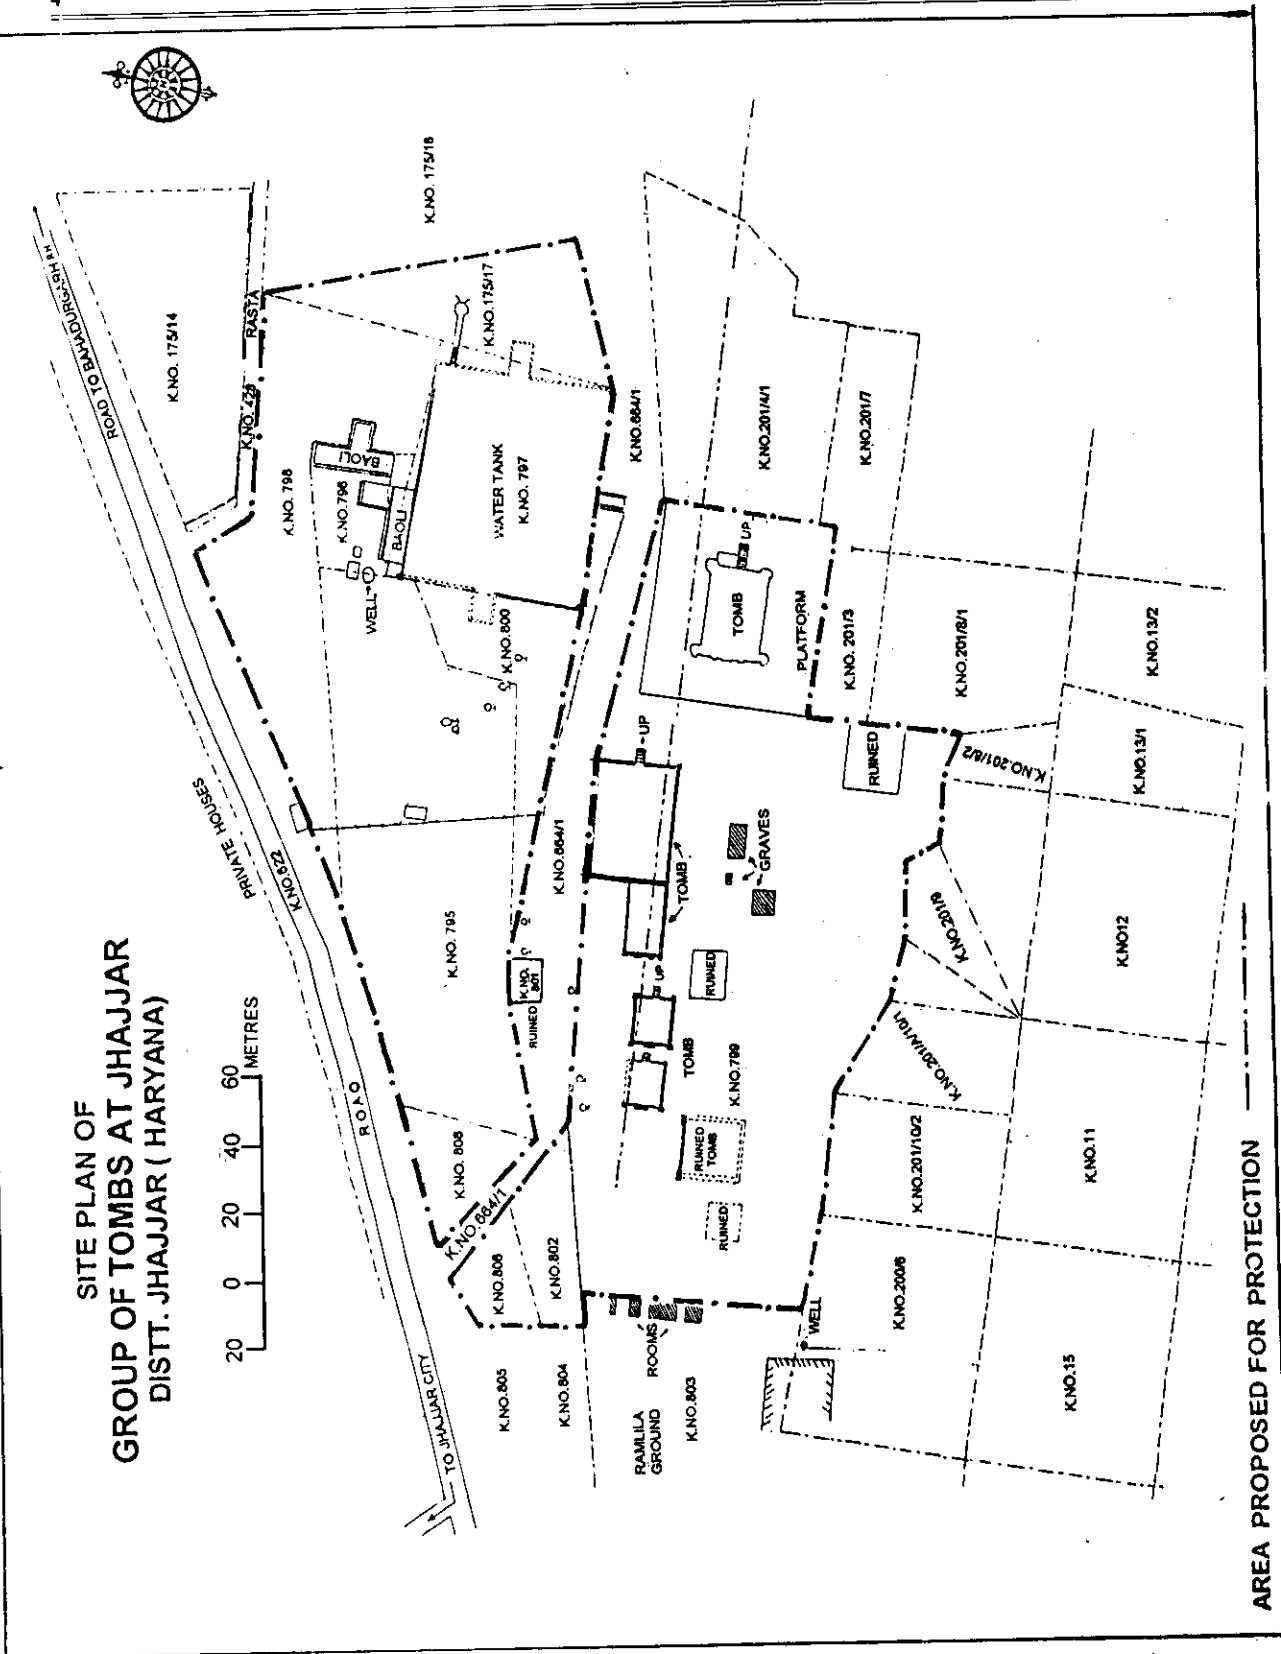 SITE PLAN OF
GROUP OF TOMBS AT JHAJJAR
DISTT. JHAJJAR ( HARYANA)
20 0 20 40 60 METRES
ROAD TO BAHADURGARH
PRIVATE HOUSES
K.NO.822
ROAD
TO JHAJJAR CITY
K.NO. 175/14
K.NO. 175/18
K.NO. 428
RASTA
K.NO.175/17
K.NO. 798
K.NO.796
BAOLI
BAOLI
WELL
WATER TANK
K.NO. 797
K.NO.800
K.NO. 795
K.NO.664/1
K.NO.664/1
K.NO.
801
RUINED
K.NO. 808
K.NO.664/1
K.NO.806
K.NO.802
K.NO.805
K.NO.804
RAMLILA
GROUND
ROOMS
K.NO.803
UP
TOMB
UP
PLATFORM
K.NO.201/4/1
K.NO.201/7
K.NO. 201/3
K.NO.201/8/1
K.NO.13/2
RUINED
K.NO.201/8/2
K.NO.13/1
GRAVES
TOMB
UP
RUINED
TOMB
K.NO.799
RUINED
TOMB
RUINED
K.NO.201/9
K.NO12
K.NO.201/A/10/1
K.NO.201/10/2
K.NO.11
WELL
K.NO.200/6
K.NO.15
AREA PROPOSED FOR PROTECTION